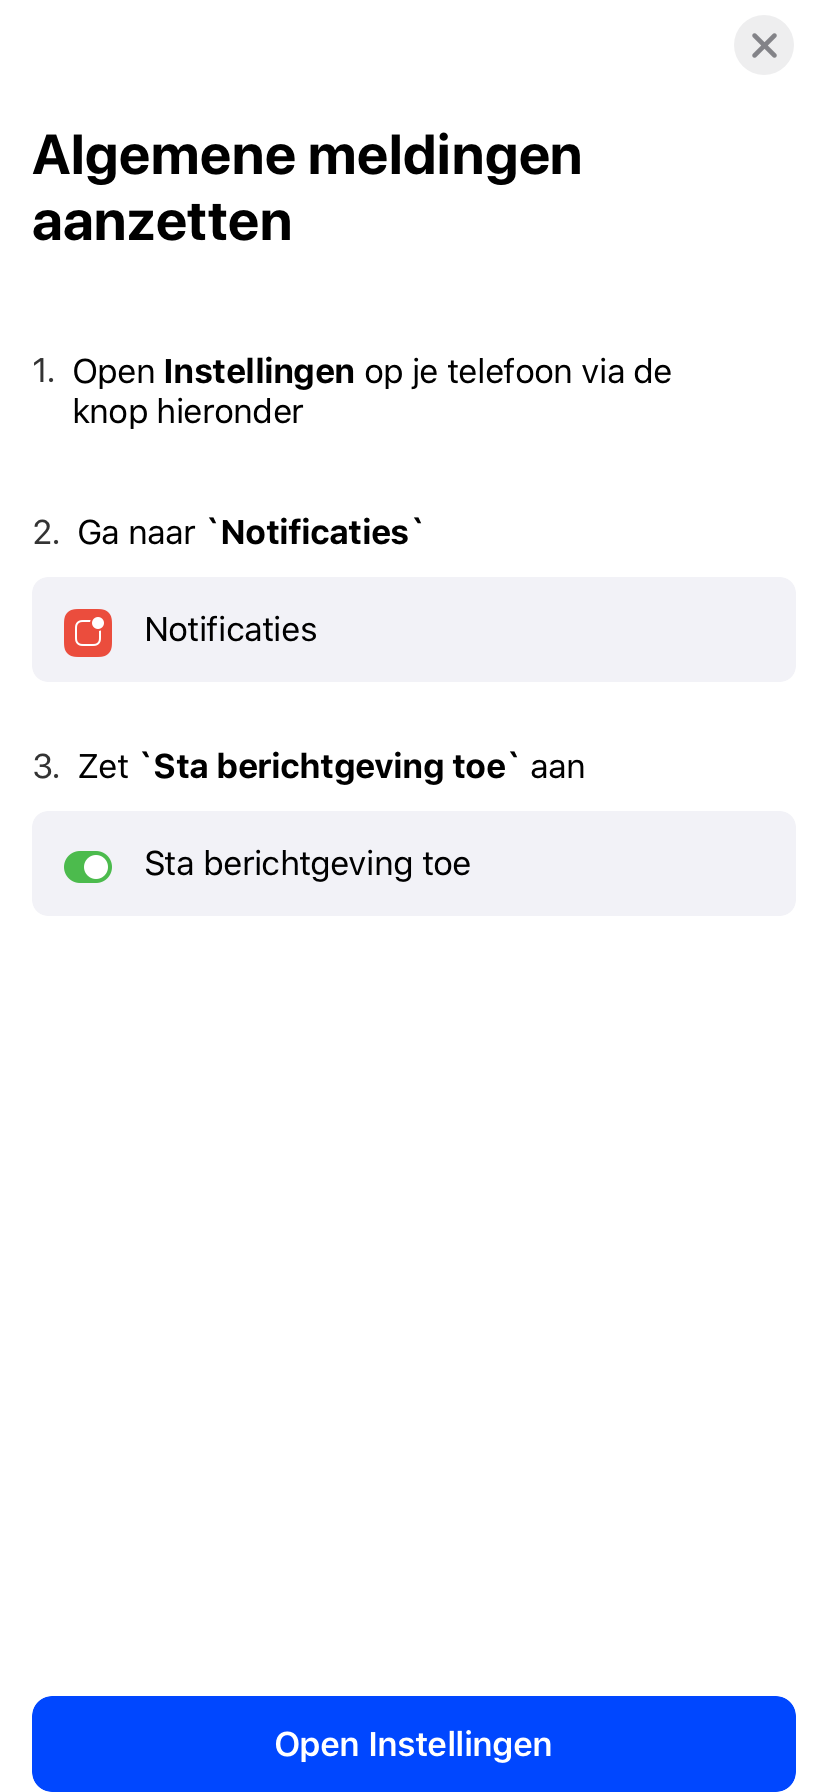 Algemene meldingen
aanzetten
1. Open Instellingen op je telefoon via de
knop hieronder
2. Ga naar `Notificaties`
Notificaties
3. Zet `Sta berichtgeving toe` aan
Sta berichtgeving toe
Open Instellingen